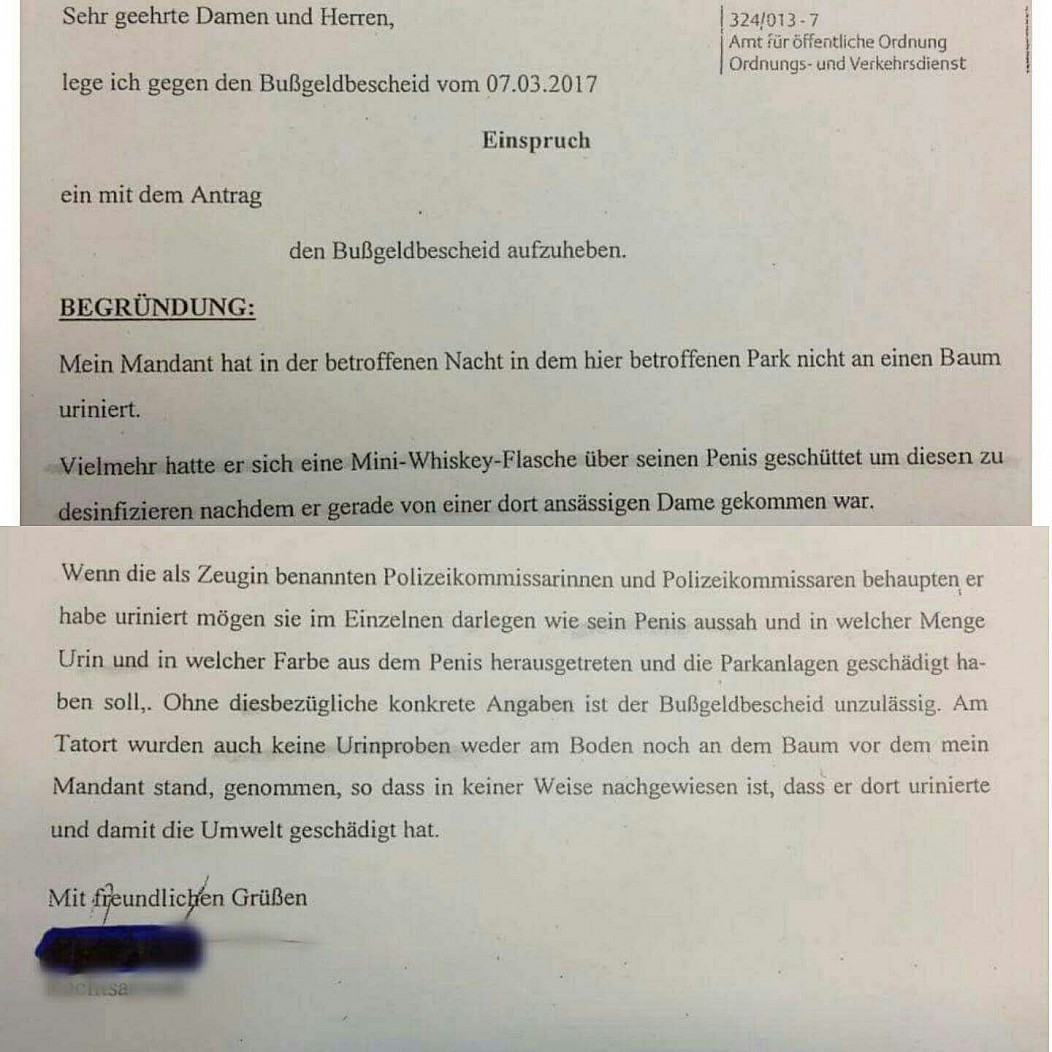 Sehr geehrte Damen und Herren,
324/013 - 7
Amt für öffentliche Ordnung
Ordnungs- und Verkehrsdienst
lege ich gegen den Bußgeldbescheid vom 07.03.2017
Einspruch
ein mit dem Antrag
den Bußgeldbescheid aufzuheben.
BEGRÜNDUNG:
Mein Mandant hat in der betroffenen Nacht in dem hier betroffenen Park nicht an einen Baum
uriniert.
Vielmehr hatte er sich eine Mini-Whiskey-Flasche über seinen Penis geschüttet um diesen zu
desinfizieren nachdem er gerade von einer dort ansässigen Dame gekommen war.
Wenn die als Zeugin benannten Polizeikommissarinnen und Polizeikommissaren behaupten er
habe uriniert mögen sie im Einzelnen darlegen wie sein Penis aussah und in welcher Menge
Urin und in welcher Farbe aus dem Penis herausgetreten und die Parkanlagen geschädigt ha-
ben soll,. Ohne diesbezügliche konkrete Angaben ist der Bußgeldbescheid unzulässig. Am
Tatort wurden auch keine Urinproben weder am Boden noch an dem Baum vor dem mein
Mandant stand, genommen, so dass in keiner Weise nachgewiesen ist, dass er dort urinierte
und damit die Umwelt geschädigt hat.
Mit freundlichen Grüßen